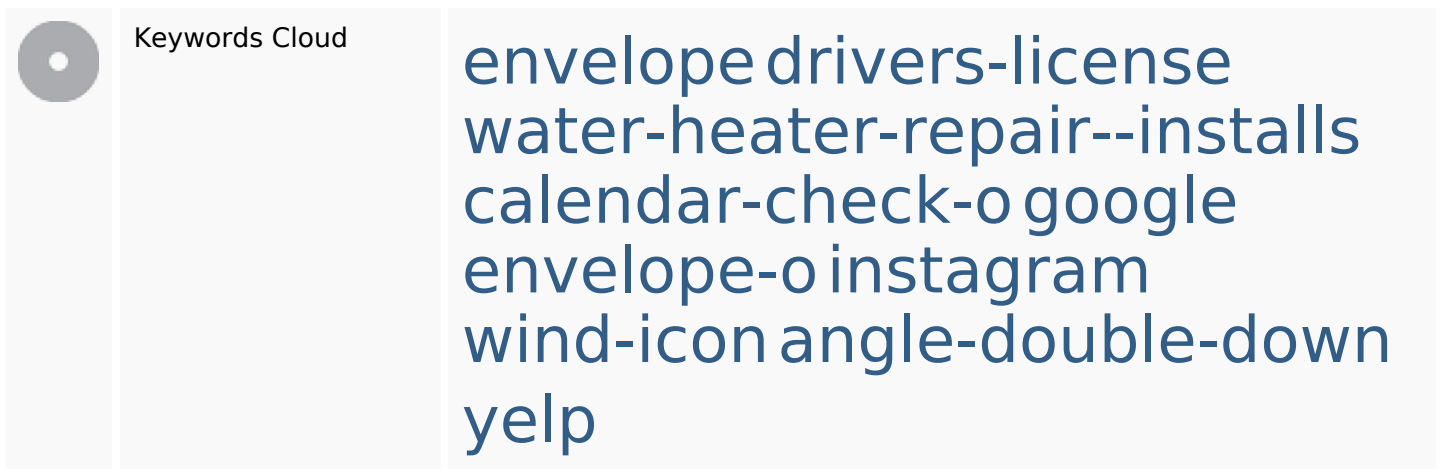 Keywords Cloud
envelope drivers-license
water-heater-repair--installs
calendar-check-o google
envelope-o instagram
wind-icon angle-double-down
yelp